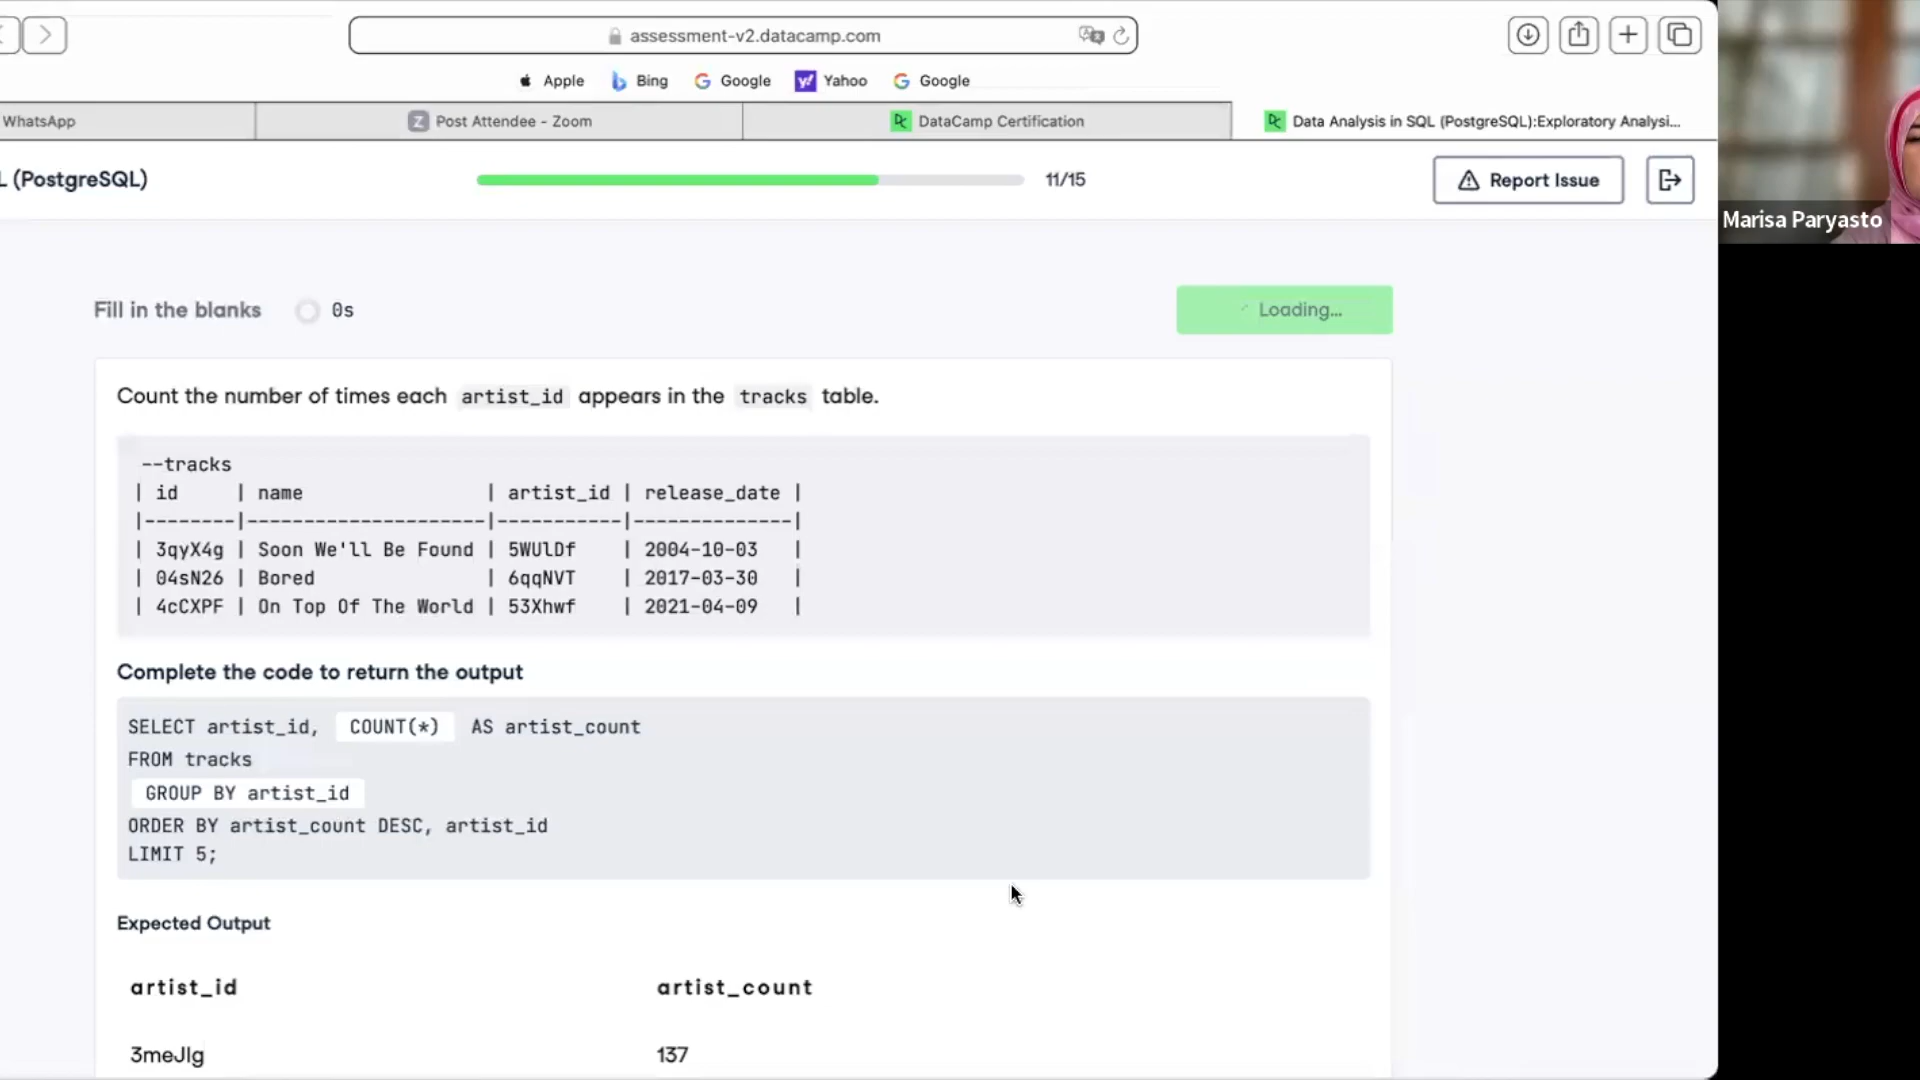 assessment-v2.datacamp.com
Apple Bing Google Yahoo Google
WhatsApp Post Attendee - Zoom DataCamp Certification Data Analysis in SQL (PostgreSQL):Exploratory Analysi...
L (PostgreSQL) 11/15 Report Issue
Marisa Paryasto
Fill in the blanks 0s Loading...
Count the number of times each artist_id appears in the tracks table.
--tracks
| id | name | artist_id | release_date |
|--------|---------------------|-----------|--------------|
| 3qyX4g | Soon We'll Be Found | 5WUlDf | 2004-10-03 |
| 04sN26 | Bored | 6qqNVT | 2017-03-30 |
| 4cCXPF | On Top Of The World | 53Xhwf | 2021-04-09 |
Complete the code to return the output
SELECT artist_id, COUNT(*) AS artist_count
FROM tracks
GROUP BY artist_id
ORDER BY artist_count DESC, artist_id
LIMIT 5;
Expected Output
artist_id artist_count
3meJIg 137